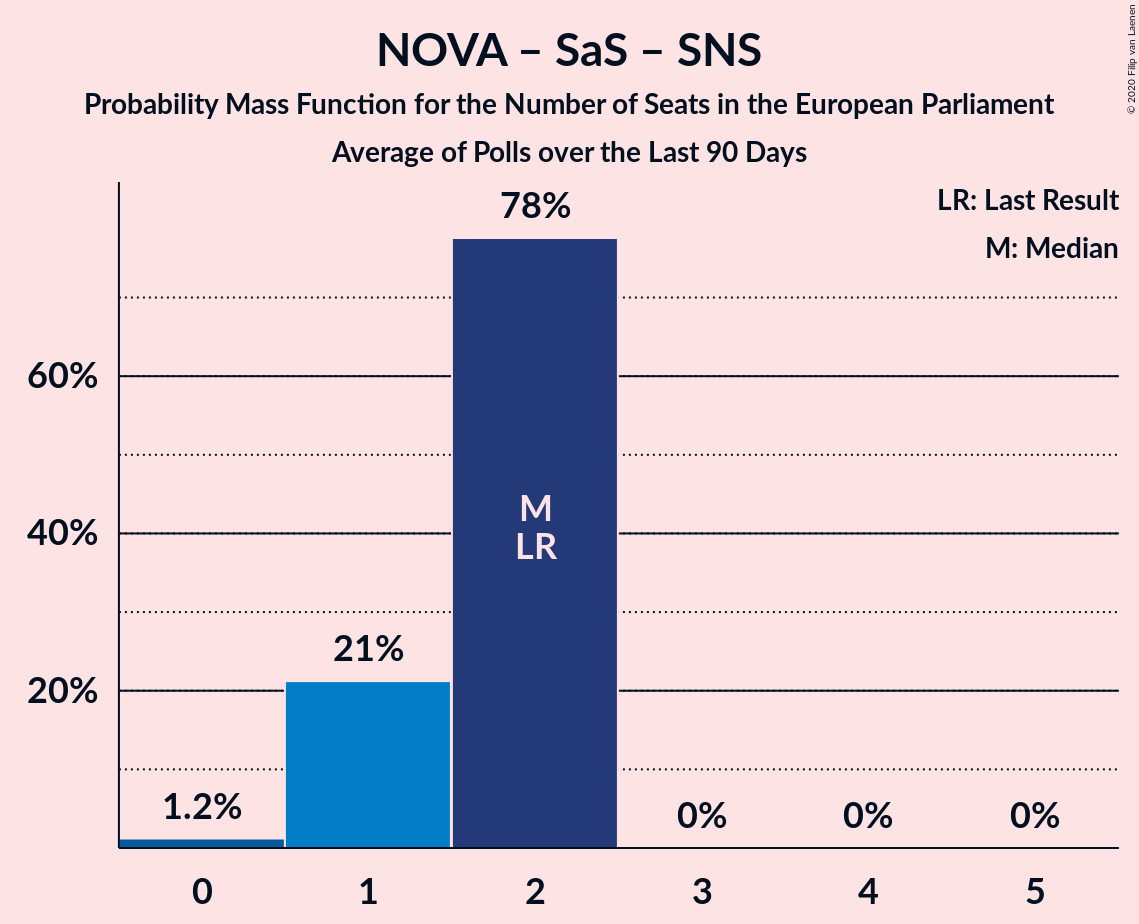 NOVA – SaS – SNS
Probability Mass Function for the Number of Seats in the European Parliament
Average of Polls over the Last 90 Days
© 2020 Filip van Laenen
LR: Last Result
M: Median
78%
60%
40%
20%
M
LR
21%
1.2%
0%
0%
0%
0
1
2
3
4
5